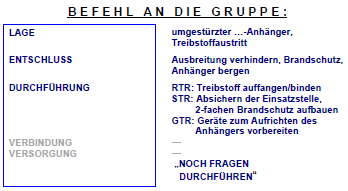 BEFEHL AN DIE GRUPPE:
LAGE umgestürzter ...-Anhänger,
Treibstoffaustritt
ENTSCHLUSS Ausbreitung verhindern, Brandschutz,
Anhänger bergen
DURCHFÜHRUNG RTR: Treibstoff auffangen/binden
STR: Absichern der Einsatzstelle,
2-fachen Brandschutz aufbauen
GTR: Geräte zum Aufrichten des
Anhängers vorbereiten
VERBINDUNG —
VERSORGUNG —
„NOCH FRAGEN
DURCHFÜHREN“